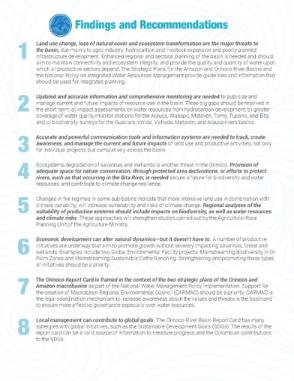 Findings and Recommendations
1
Land use change, loss of natural cover and ecosystem transformation are the major threats to
the basin, due mainly to agro industry, hydrocarbon and livestock expansion and poorly planned
infrastructure development. Enhanced regional and sectoral planning of the basin is needed and should
aim to maintain connectivity and ecosystem integrity, and provide the quality and quantity of water upon
which all productive sectors depend. The Strategic Plans for the Amazon and Orinoco River Basins and
the National Policy on Integrated Water Resources Management provide guidelines and information that
should be used for integrated planning.
2
Updated and accurate information and comprehensive monitoring are needed to publicize and
manage current and future impacts of resource use in the basin. Three big gaps should be resolved in
the short term: a) impact assessments on water resources from hydrocarbon development; b) greater
coverage of water quality monitoring stations for the Arauca, Atabapo, Matavén, Tomo, Tuparro, and Bita;
and c) biodiversity surveys for the Guaviare, Inírida, Vichada, Matavén, and Arauca rivers basins.
3
Accurate and powerful communication tools and information systems are needed to track, create
awareness, and manage the current and future impacts of land use and productive activities, not only
for individual projects, but cumulatively across the basin.
4
Ecosystems degradation of savannas and wetlands is another threat in the Orinoco. Provision of
adequate space for nature conservation, through protected area declarations, or efforts to protect
rivers, such as that occurring in the Bita River, is needed secure a future for biodiversity and water
resources, and contribute to climate change resilience.
5
Changes in fire regimes in some sub-basins indicate that more intensive land use in combination with
climate variability, will increase vulnerability and risks of climate change. Regional analyses of the
suitability of production systems should include impacts on biodiversity, as well as water resources
and climate risks. These approaches will strengthen studies carried out by the Agriculture Rural
Planning Unit of the Agriculture Ministry.
6
Economic development can alter natural dynamics—but it doesn't have to. A number of productive
initiatives are underway that aim to promote growth without severely impacting savannas, forest and
wetlands. Examples include two Global Environmental Facility projects: Mainstreaming Biodiversity in Oil
Palm Zones and Mainstreaming Sustainable Cattle Ranching. Strengthening and promoting these types
of initiatives should be a priority.
7
The Orinoco Report Card is framed in the context of the two strategic plans of the Orinoco and
Amazon macrobasins as part of the National Water Management Policy implementation. Support for
the creation of Macrobasin Regional Environmental Council (CARMAC) should be a priority. CARMAC is
the legal coordination mechanism to increase awareness about the values and threats in the basin and
to ensure more effective governance especially over water resources.
8
Local management can contribute to global goals. The Orinoco River Basin Report Card has many
synergies with global initiatives, such as the Sustainable Development Goals (SDGs). The results of the
report card can be a valid source of information to measure progress and the Colombian contributions
to the SDGs.